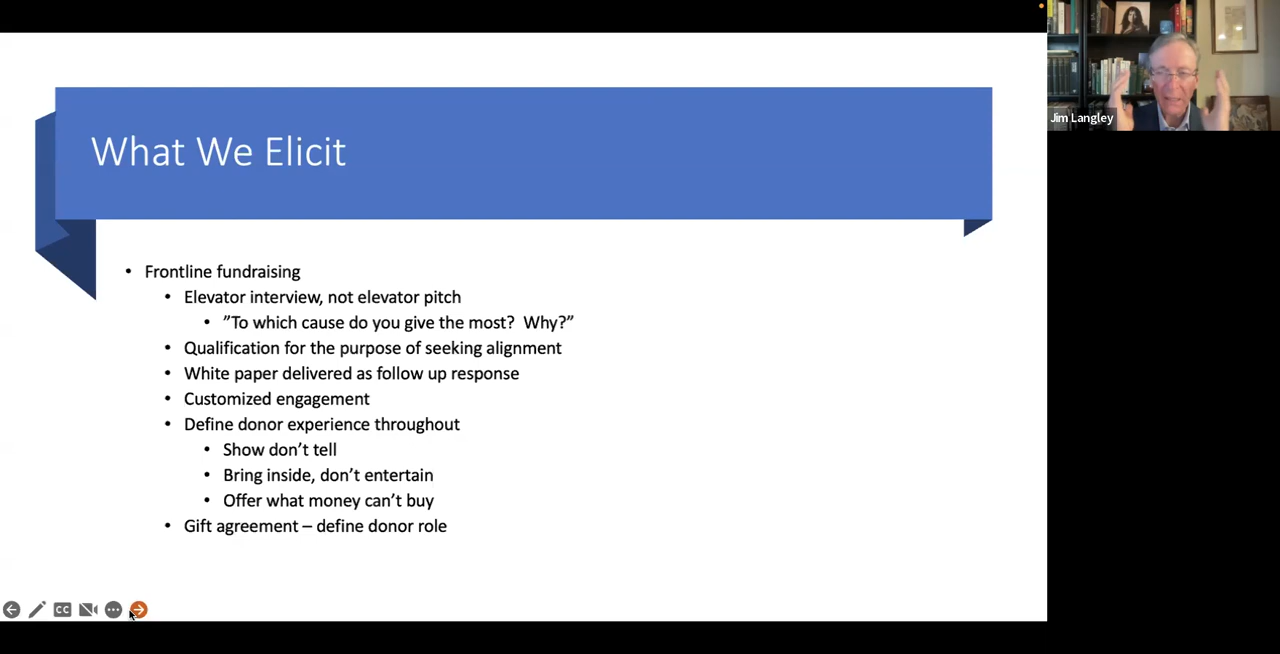 What We Elicit
Jim Langley
• Frontline fundraising
• Elevator interview, not elevator pitch
• ”To which cause do you give the most? Why?”
• Qualification for the purpose of seeking alignment
• White paper delivered as follow up response
• Customized engagement
• Define donor experience throughout
• Show don’t tell
• Bring inside, don’t entertain
• Offer what money can’t buy
• Gift agreement – define donor role
CC